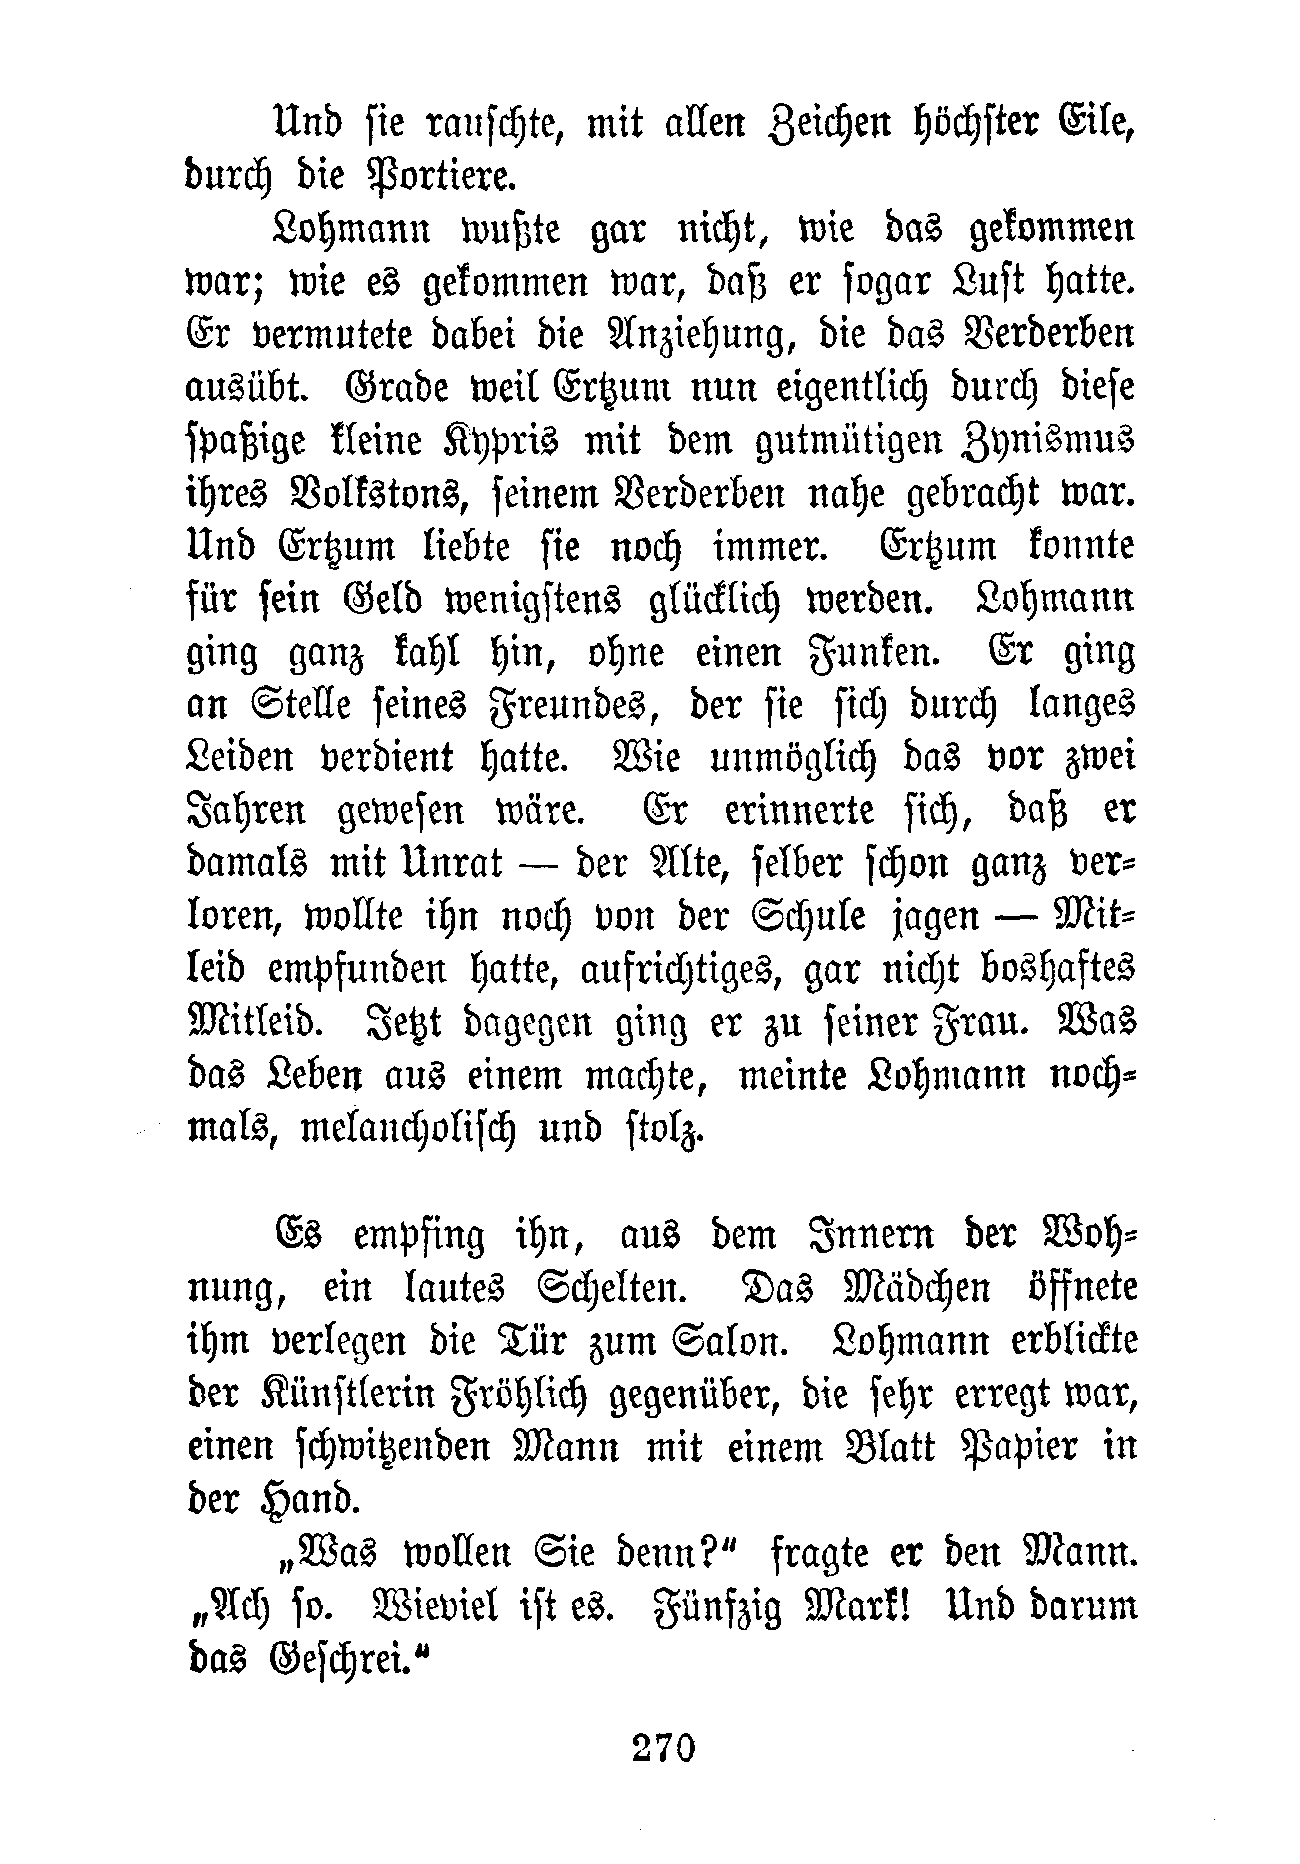 Und sie rauschte, mit allen Zeichen höchster Eile,
durch die Portiere.
Lohmann wußte gar nicht, wie das gekommen
war; wie es gekommen war, daß er sogar Lust hatte.
Er vermutete dabei die Anziehung, die das Verderben
ausübt. Grade weil Ertzum nun eigentlich durch diese
spaßige kleine Kypris mit dem gutmütigen Zynismus
ihres Volkstons, seinem Verderben nahe gebracht war.
Und Ertzum liebte sie noch immer. Ertzum konnte
für sein Geld wenigstens glücklich werden. Lohmann
ging ganz kahl hin, ohne einen Funken. Er ging
an Stelle seines Freundes, der sie sich durch langes
Leiden verdient hatte. Wie unmöglich das vor zwei
Jahren gewesen wäre. Er erinnerte sich, daß er
damals mit Unrat — der Alte, selber schon ganz ver-
loren, wollte ihn noch von der Schule jagen — Mit-
leid empfunden hatte, aufrichtiges, gar nicht boshaftes
Mitleid. Jetzt dagegen ging er zu seiner Frau. Was
das Leben aus einem machte, meinte Lohmann noch-
mals, melancholisch und stolz.
Es empfing ihn, aus dem Innern der Woh-
nung, ein lautes Schelten. Das Mädchen öffnete
ihm verlegen die Tür zum Salon. Lohmann erblickte
der Künstlerin Fröhlich gegenüber, die sehr erregt war,
einen schwitzenden Mann mit einem Blatt Papier in
der Hand.
„Was wollen Sie denn?“ fragte er den Mann.
„Ach so. Wieviel ist es. Fünfzig Mark! Und darum
das Geschrei.“
270